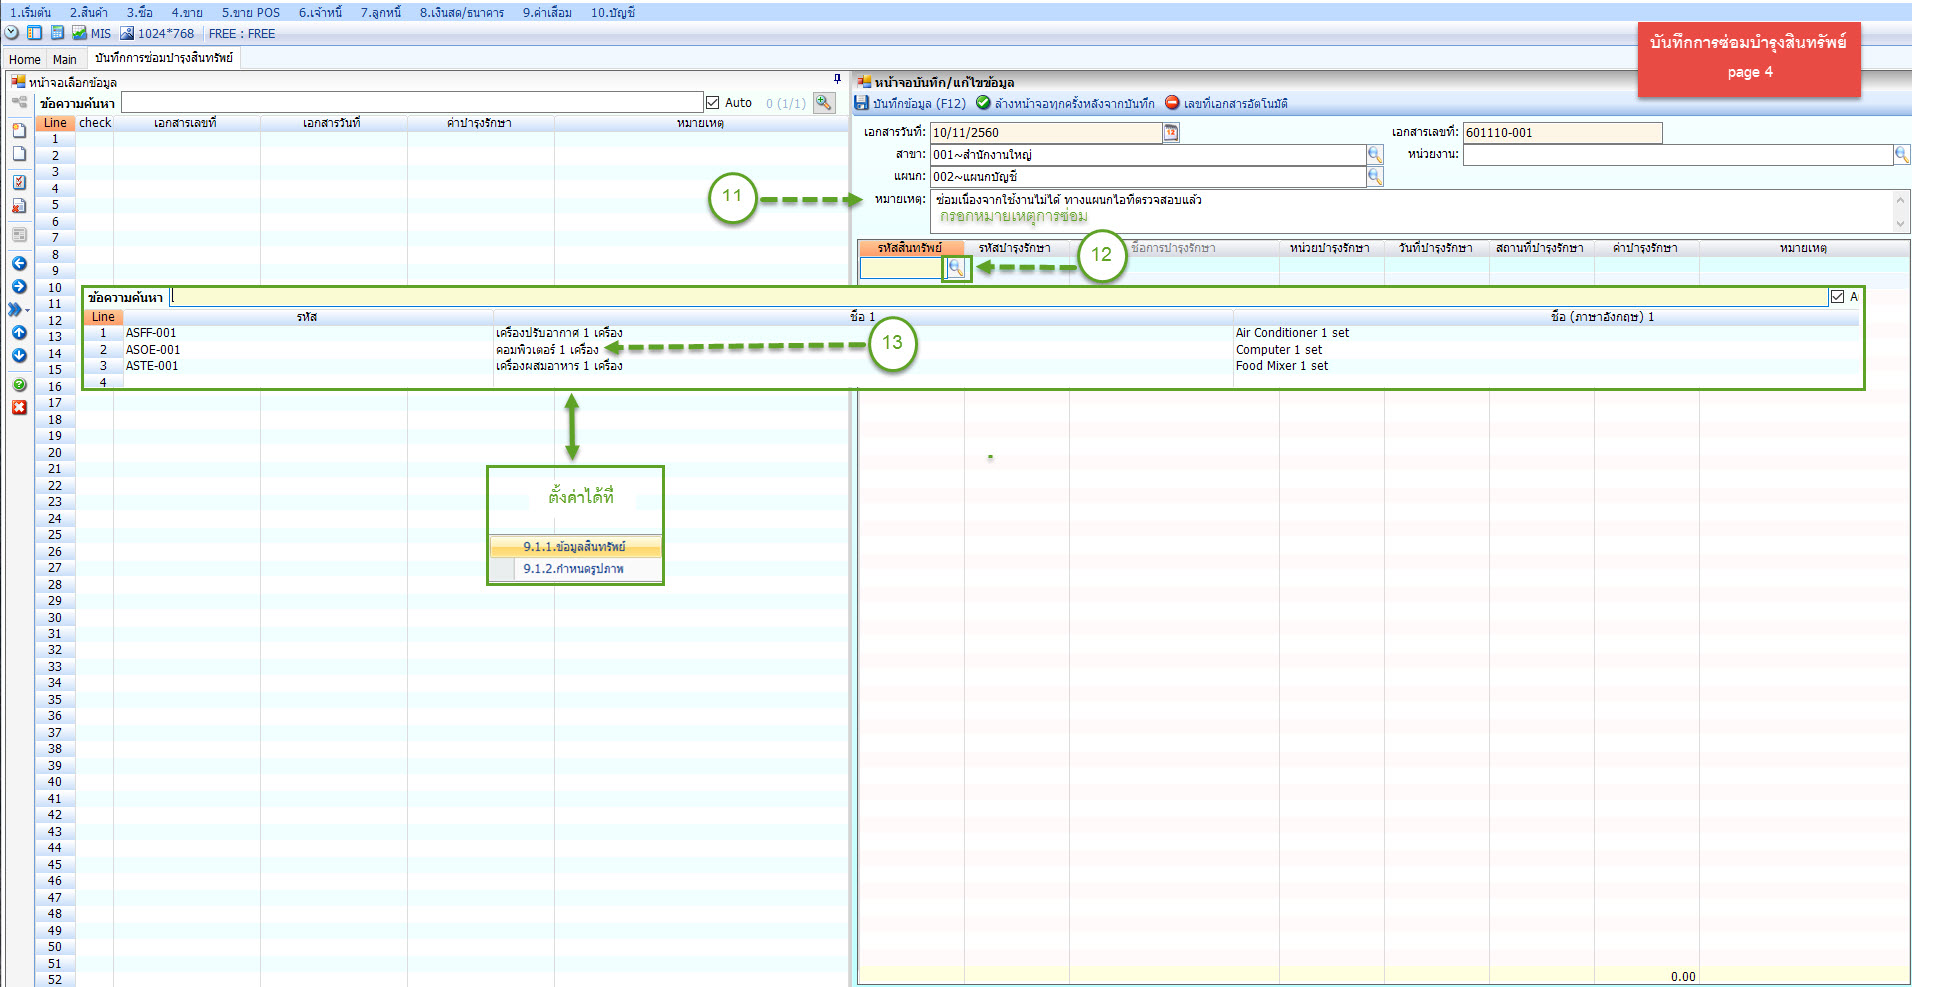 1.เริ่มต้น 2.สินค้า 3.ซื้อ 4.ขาย 5.ขาย POS 6.เจ้าหนี้ 7.ลูกหนี้ 8.เงินสด/ธนาคาร 9.ค่าเสื่อม 10.บัญชี
MIS 1024*768 FREE : FREE
Home Main บันทึกการซ่อมบำรุงสินทรัพย์
บันทึกการซ่อมบำรุงสินทรัพย์
page 4
หน้าจอเลือกข้อมูล
ข้อความค้นหา Auto 0 (1/1)
Line check เอกสารเลขที่ เอกสารวันที่ ค่าบำรุงรักษา หมายเหตุ
1
2
3
4
5
6
7
8
9
10
11
12
13
14
15
16
17
18
19
20
21
22
23
24
25
26
27
28
29
30
31
32
33
34
35
36
37
38
39
40
41
42
43
44
45
46
47
48
49
50
51
52
หน้าจอบันทึก/แก้ไขข้อมูล
บันทึกข้อมูล (F12) ล้างหน้าจอทุกครั้งหลังจากบันทึก เลขที่เอกสารอัตโนมัติ
เอกสารวันที่: 10/11/2560 12 เอกสารเลขที่: 601110-001
สาขา: 001~สำนักงานใหญ่ หน่วยงาน:
แผนก: 002~แผนกบัญชี
11
หมายเหตุ: ซ่อมเนื่องจากใช้งานไม่ได้ ทางแผนกไอทีตรวจสอบแล้ว
กรอกหมายเหตุการซ่อม
รหัสสินทรัพย์ รหัสบำรุงรักษา ชื่อการบำรุงรักษา หน่วยบำรุงรักษา วันที่บำรุงรักษา สถานที่บำรุงรักษา ค่าบำรุงรักษา หมายเหตุ
12
ข้อความค้นหา
Line รหัส ชื่อ 1 ชื่อ (ภาษาอังกฤษ) 1
1 ASFF-001 เครื่องปรับอากาศ 1 เครื่อง Air Conditioner 1 set
2 ASOE-001 คอมพิวเตอร์ 1 เครื่อง Computer 1 set
3 ASTE-001 เครื่องผสมอาหาร 1 เครื่อง Food Mixer 1 set
4
13
ตั้งค่าได้ที่
9.1.1.ข้อมูลสินทรัพย์
9.1.2.กำหนดรูปภาพ
0.00